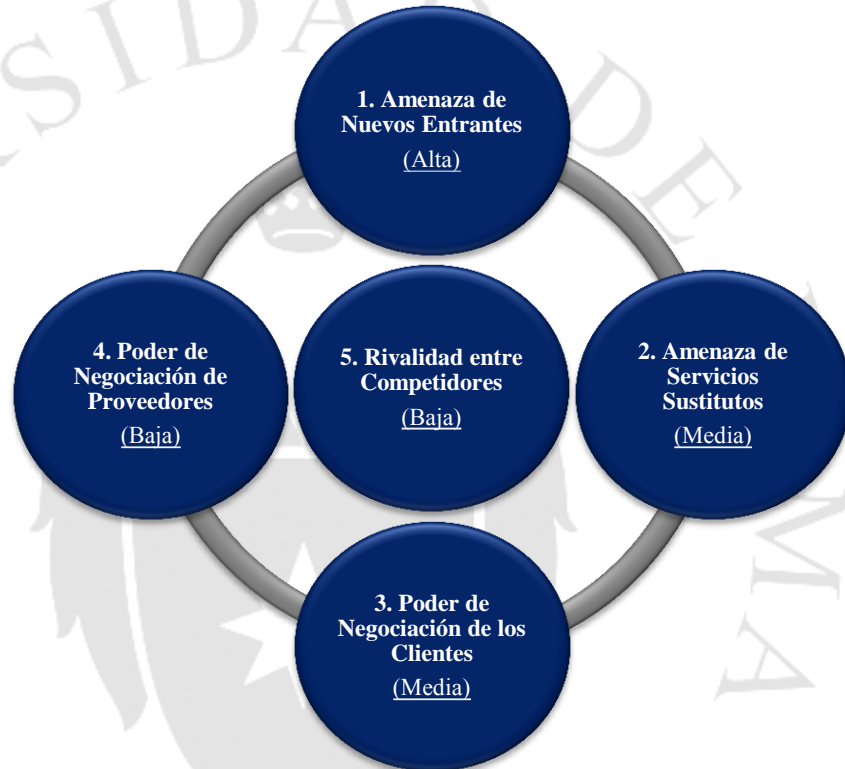 1. Amenaza de
Nuevos Entrantes
(Alta)
4. Poder de
Negociación de
Proveedores
(Baja)
5. Rivalidad entre
Competidores
(Baja)
2. Amenaza de
Servicios
Sustitutos
(Media)
3. Poder de
Negociación de los
Clientes
(Media)